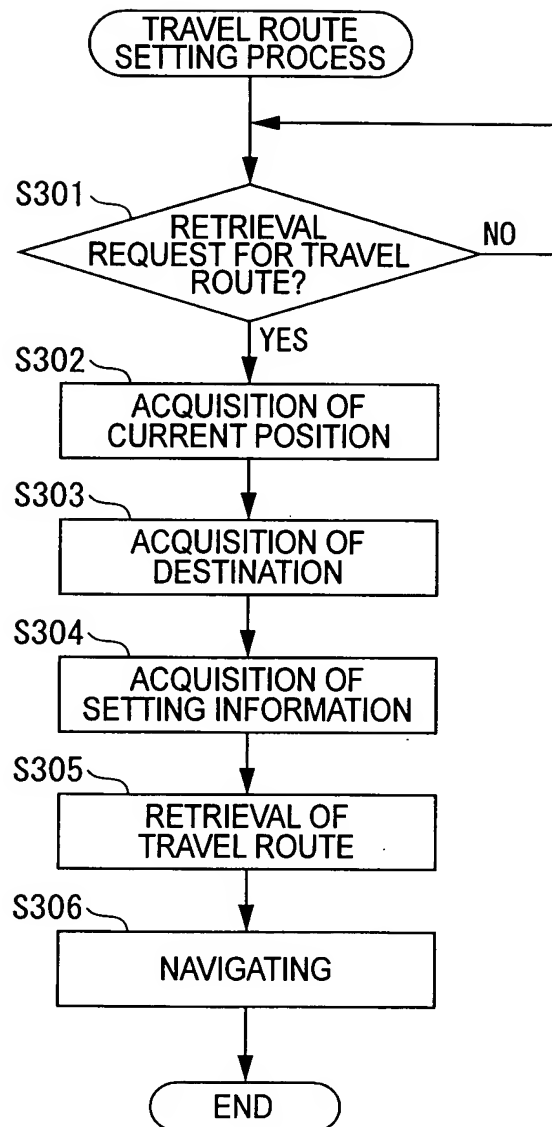 TRAVEL ROUTE
SETTING PROCESS
S301
RETRIEVAL
REQUEST FOR TRAVEL
ROUTE?
NO
YES
S302
ACQUISITION OF
CURRENT POSITION
S303
ACQUISITION OF
DESTINATION
S304
ACQUISITION OF
SETTING INFORMATION
S305
RETRIEVAL OF
TRAVEL ROUTE
S306
NAVIGATING
END